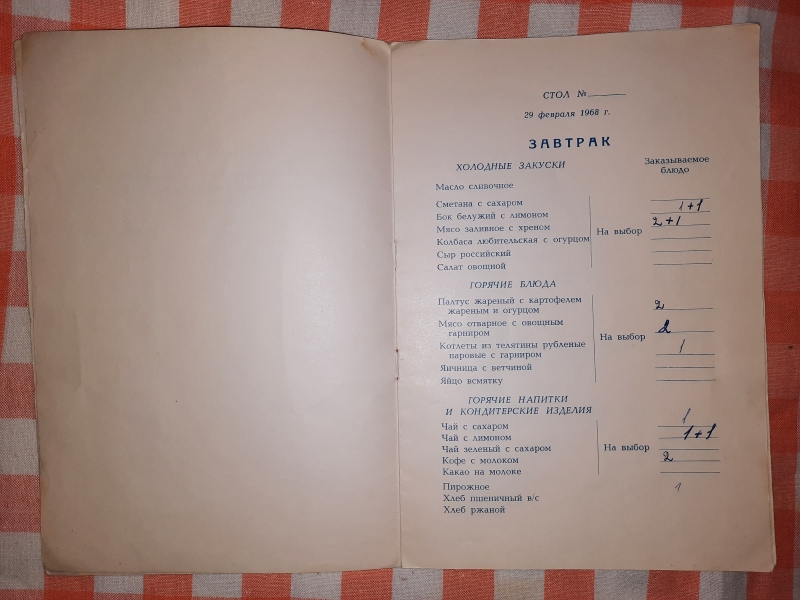 СТОЛ №
29 февраля 1968 г.
ЗАВТРАК
ХОЛОДНЫЕ ЗАКУСКИ
Заказываемое
блюдо
Масло сливочное
Сметана с сахаром 1+1
Бок белужий с лимоном 2+1
Мясо заливное с хреном
На выбор
Колбаса любительская с огурцом
Сыр российский
Салат овощной
ГОРЯЧИЕ БЛЮДА
Палтус жареный с картофелем
жареным и огурцом 2
Мясо отварное с овощным
гарниром 2
На выбор
Котлеты из телятины рубленые
паровые с гарниром 1
Яичница с ветчиной
Яйцо всмятку
ГОРЯЧИЕ НАПИТКИ
И КОНДИТЕРСКИЕ ИЗДЕЛИЯ
Чай с сахаром 1
Чай с лимоном 1+1
Чай зеленый с сахаром
На выбор
Кофе с молоком 2
Какао на молоке
Пирожное 1
Хлеб пшеничный в/с
Хлеб ржаной